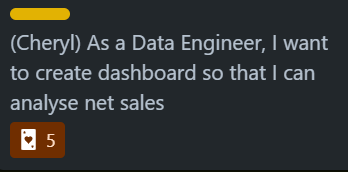 (Cheryl) As a Data Engineer, I want
to create dashboard so that I can
analyse net sales
5